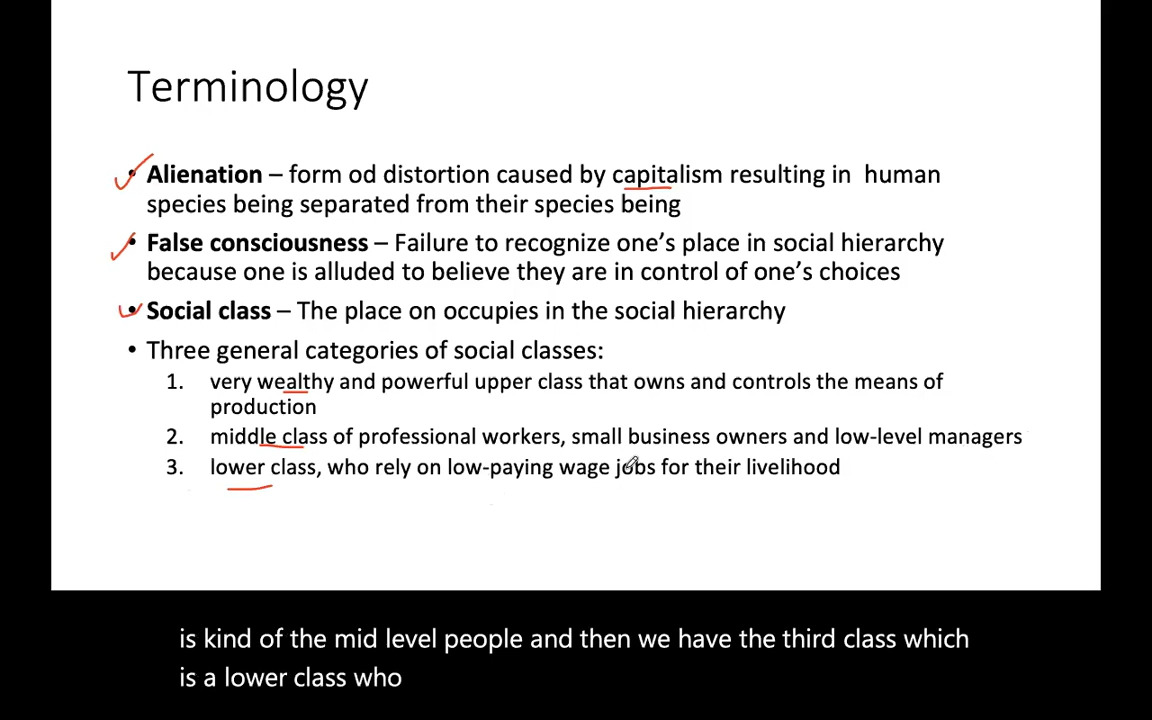 Terminology
• Alienation – form od distortion caused by capitalism resulting in human
species being separated from their species being
• False consciousness – Failure to recognize one's place in social hierarchy
because one is alluded to believe they are in control of one's choices
• Social class – The place on occupies in the social hierarchy
• Three general categories of social classes:
1. very wealthy and powerful upper class that owns and controls the means of
production
2. middle class of professional workers, small business owners and low-level managers
3. lower class, who rely on low-paying wage jobs for their livelihood
is kind of the mid level people and then we have the third class which
is a lower class who